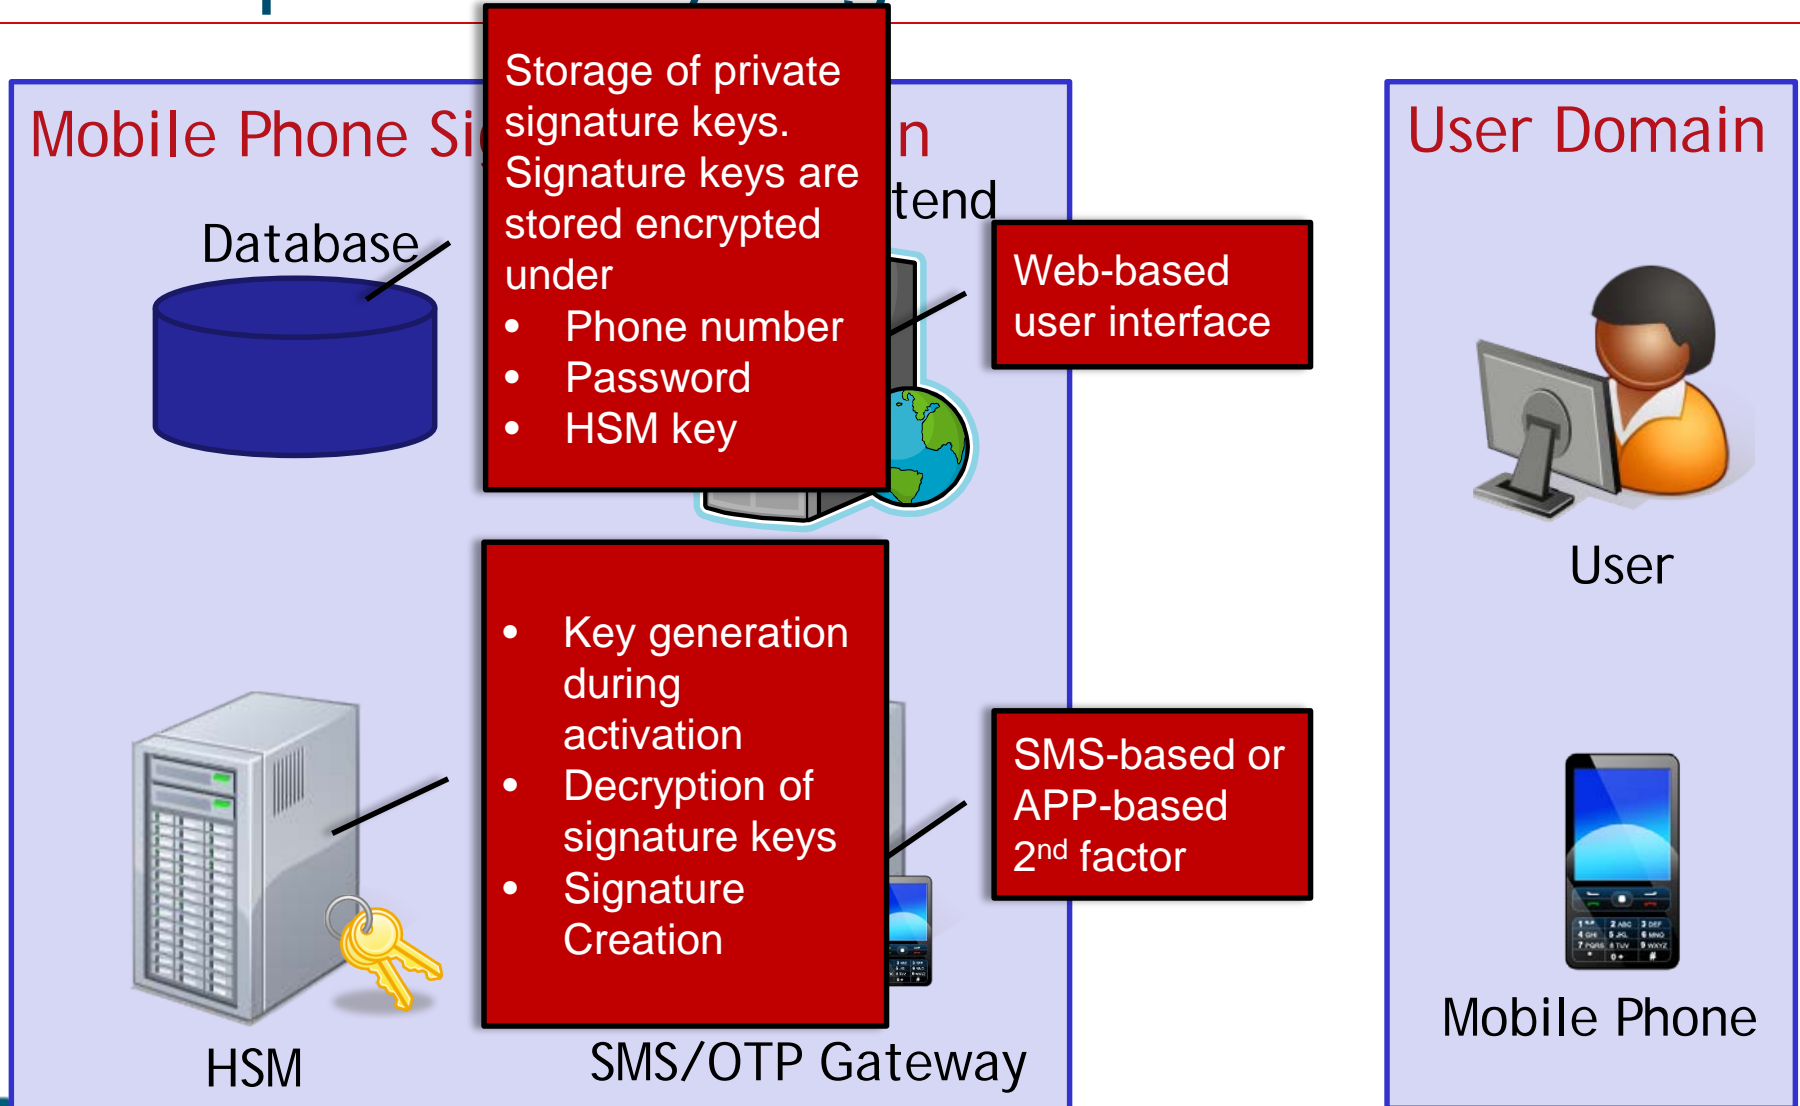 Storage of private
signature keys.
Signature keys are
stored encrypted
under
• Phone number
• Password
• HSM key
Mobile Phone
n
tend
Database
Web-based
user interface
• Key generation
during
activation
• Decryption of
signature keys
• Signature
Creation
SMS-based or
APP-based
2nd factor
HSM
SMS/OTP Gateway
User Domain
User
Mobile Phone